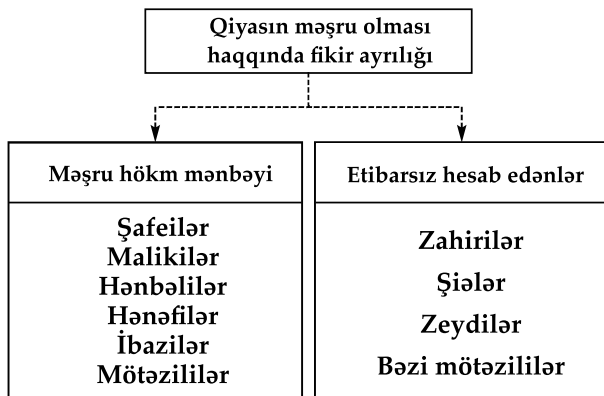 Qiyasın məşru olması
haqqında fikir ayrılığı
Məşru hökm mənbəyi
Şafeilər
Malikilər
Hənbəlilər
Hənəfilər
İbazilər
Mötəzililər
Etibarsız hesab edənlər
Zahirilər
Şiələr
Zeydilər
Bəzi mötəzililər